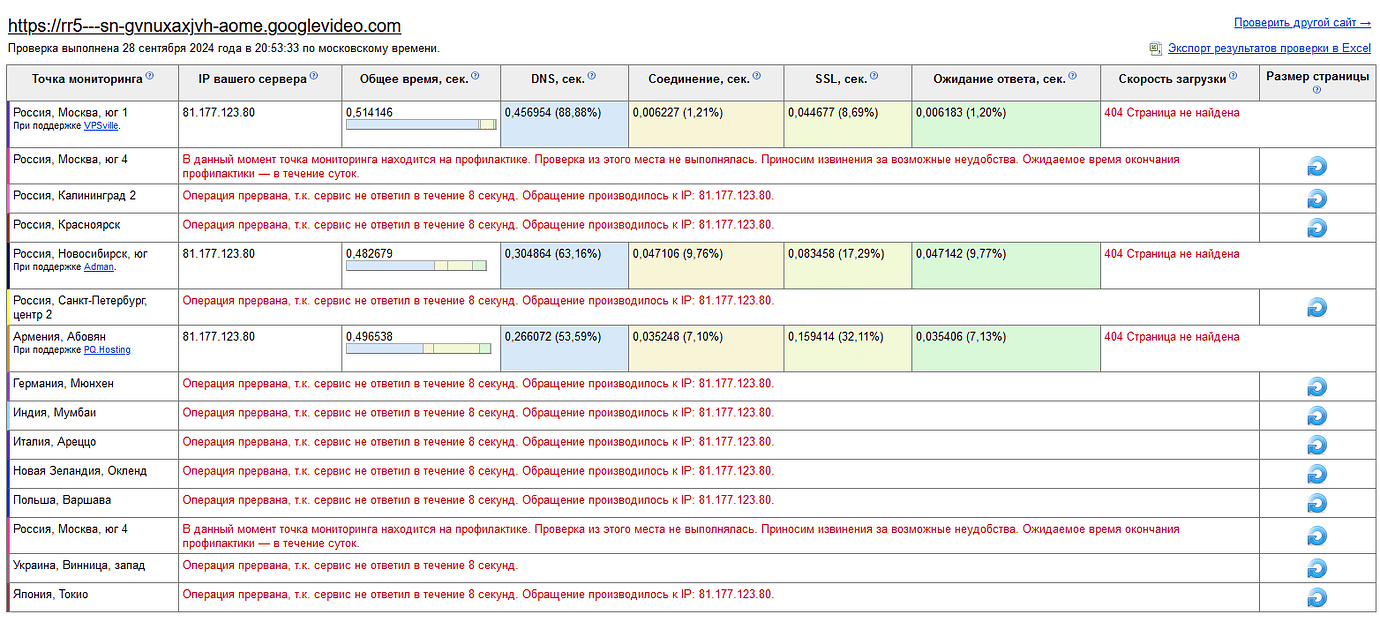 https://rr5---sn-gvnuxaxjvh-aome.googlevideo.com
Проверить другой сайт →
Проверка выполнена 28 сентября 2024 года в 20:53:33 по московскому времени.
Экспорт результатов проверки в Excel
Точка мониторинга ? IP вашего сервера ? Общее время, сек. ? DNS, сек. ? Соединение, сек. ? SSL, сек. ? Ожидание ответа, сек. ? Скорость загрузки ? Размер страницы ?
Россия, Москва, юг 1 81.177.123.80 0,514146 0,456954 (88,88%) 0,006227 (1,21%) 0,044677 (8,69%) 0,006183 (1,20%) 404 Страница не найдена
При поддержке VPSville.
Россия, Москва, юг 4 В данный момент точка мониторинга находится на профилактике. Проверка из этого места не выполнялась. Приносим извинения за возможные неудобства. Ожидаемое время окончания
профилактики — в течение суток.
Россия, Калининград 2 Операция прервана, т.к. сервис не ответил в течение 8 секунд. Обращение производилось к IP: 81.177.123.80.
Россия, Красноярск Операция прервана, т.к. сервис не ответил в течение 8 секунд. Обращение производилось к IP: 81.177.123.80.
Россия, Новосибирск, юг 81.177.123.80 0,482679 0,304864 (63,16%) 0,047106 (9,76%) 0,083458 (17,29%) 0,047142 (9,77%) 404 Страница не найдена
При поддержке Adman.
Россия, Санкт-Петербург, Операция прервана, т.к. сервис не ответил в течение 8 секунд. Обращение производилось к IP: 81.177.123.80.
центр 2
Армения, Абовян 81.177.123.80 0,496538 0,266072 (53,59%) 0,035248 (7,10%) 0,159414 (32,11%) 0,035406 (7,13%) 404 Страница не найдена
При поддержке PQ.Hosting
Германия, Мюнхен Операция прервана, т.к. сервис не ответил в течение 8 секунд. Обращение производилось к IP: 81.177.123.80.
Индия, Мумбаи Операция прервана, т.к. сервис не ответил в течение 8 секунд. Обращение производилось к IP: 81.177.123.80.
Италия, Ареццо Операция прервана, т.к. сервис не ответил в течение 8 секунд. Обращение производилось к IP: 81.177.123.80.
Новая Зеландия, Окленд Операция прервана, т.к. сервис не ответил в течение 8 секунд. Обращение производилось к IP: 81.177.123.80.
Польша, Варшава Операция прервана, т.к. сервис не ответил в течение 8 секунд. Обращение производилось к IP: 81.177.123.80.
Россия, Москва, юг 4 В данный момент точка мониторинга находится на профилактике. Проверка из этого места не выполнялась. Приносим извинения за возможные неудобства. Ожидаемое время окончания
профилактики — в течение суток.
Украина, Винница, запад Операция прервана, т.к. сервис не ответил в течение 8 секунд.
Япония, Токио Операция прервана, т.к. сервис не ответил в течение 8 секунд. Обращение производилось к IP: 81.177.123.80.